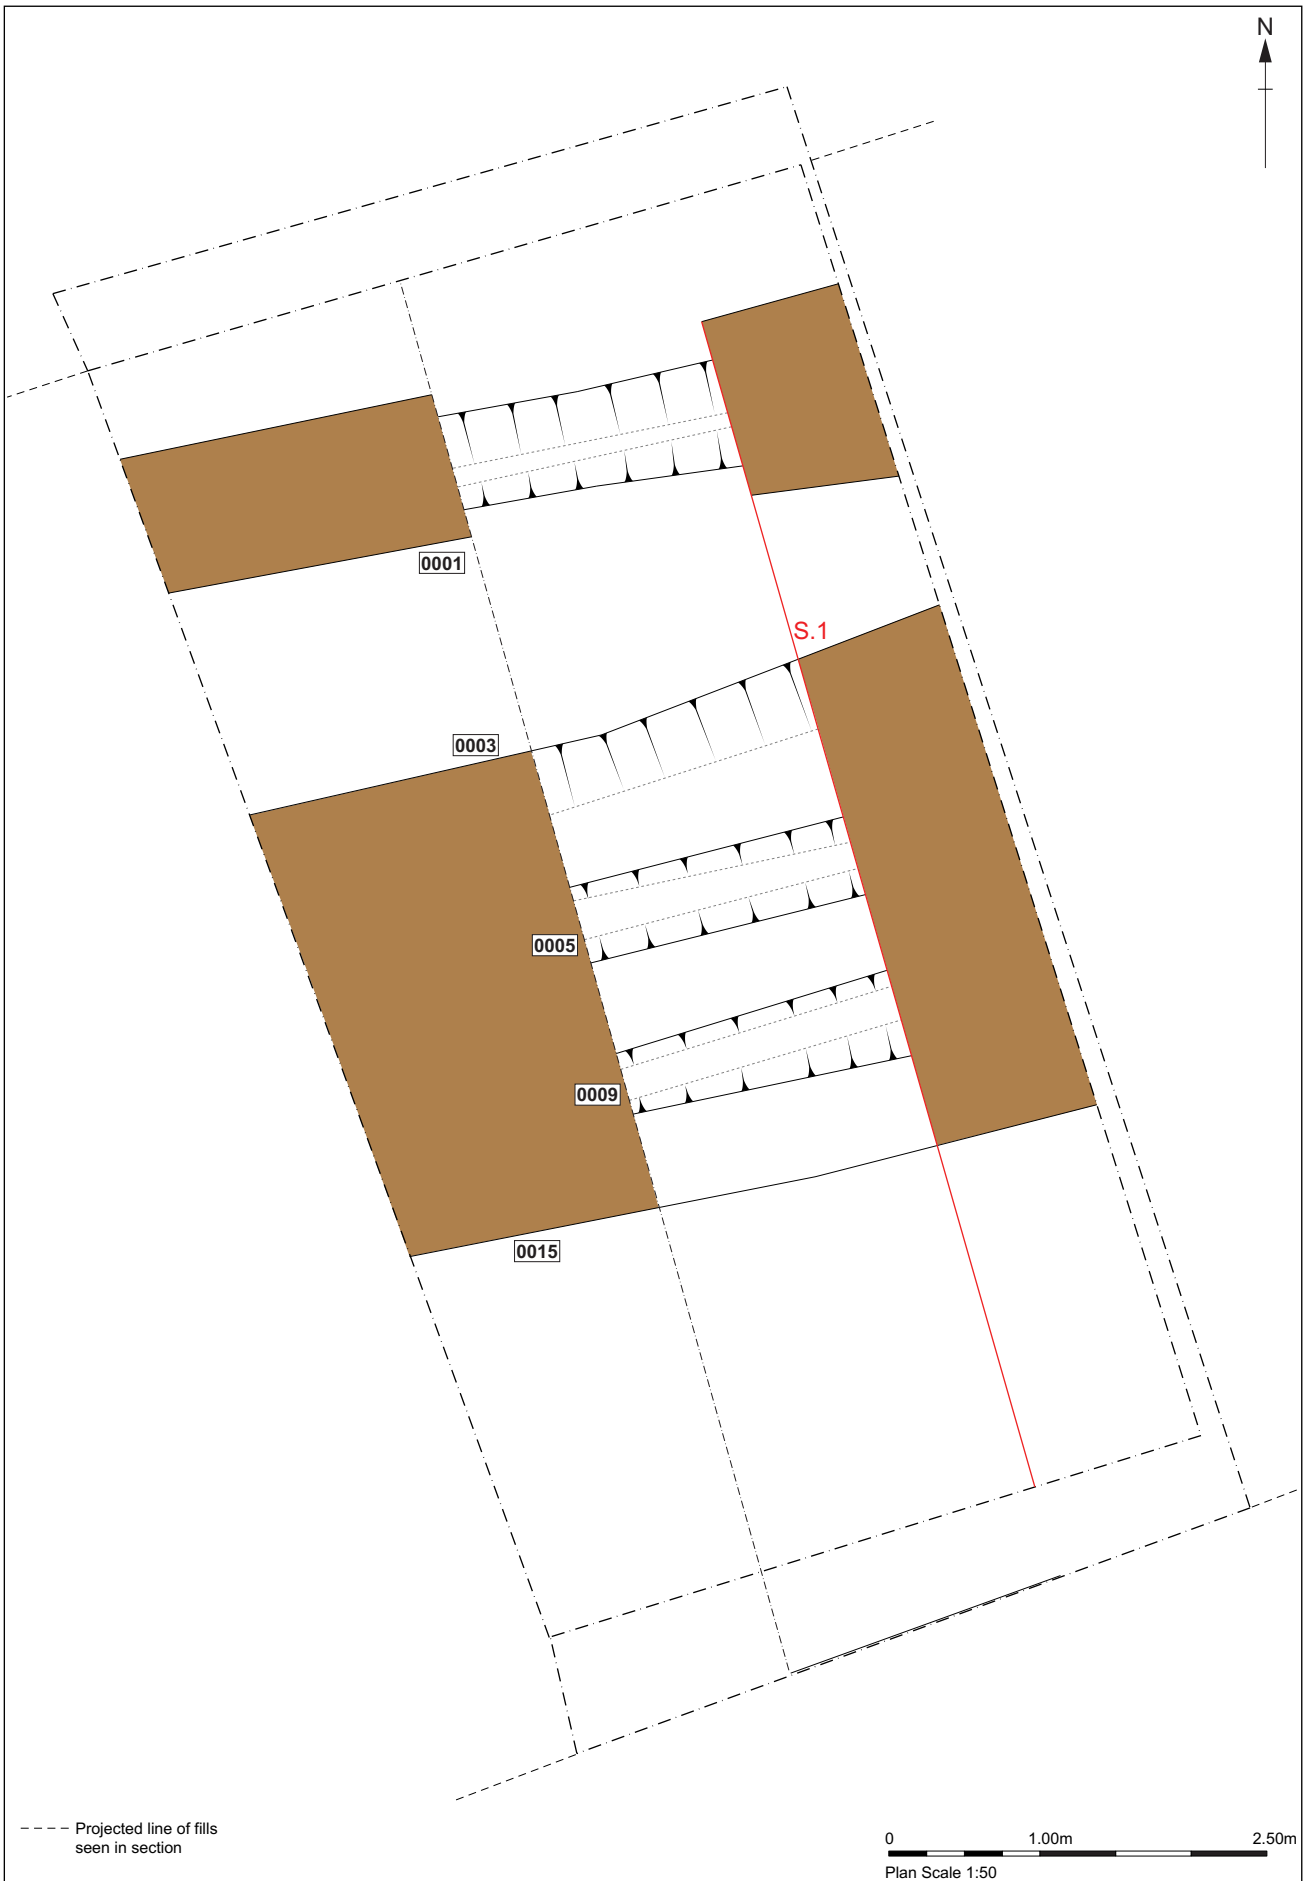 N
0001
S.1
0003
0005
0009
0015
Projected line of fills
seen in section
0 1.00m 2.50m
Plan Scale 1:50